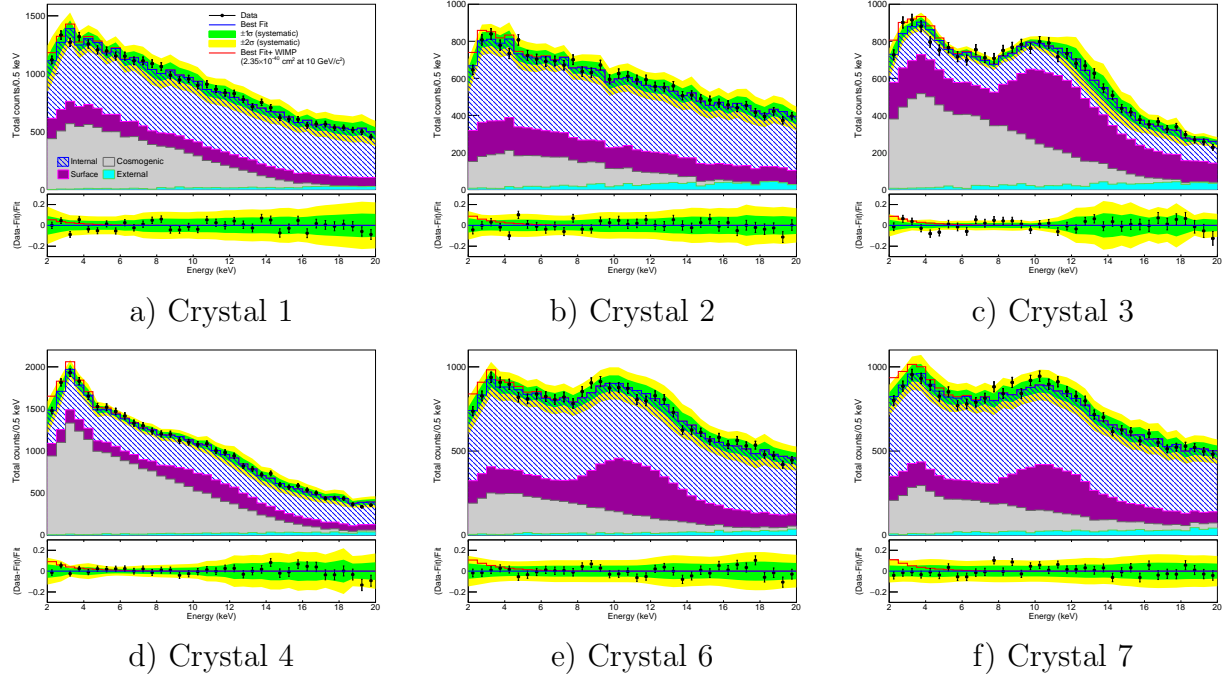 Data
Best Fit
±1σ (systematic)
±2σ (systematic)
Best Fit+ WIMP
(2.35×10⁻⁴⁰ cm² at 10 GeV/c²)
Internal
Cosmogenic
Surface
External
Total counts/0.5 keV
0
500
1000
1500
(Data-Fit)/Fit
0.2
0
−0.2
2 4 6 8 10 12 14 16 18 20
Energy (keV)
a) Crystal 1
Total counts/0.5 keV
1000
800
600
400
200
0
(Data-Fit)/Fit
0.2
0
−0.2
2 4 6 8 10 12 14 16 18 20
Energy (keV)
b) Crystal 2
Total counts/0.5 keV
1000
800
600
400
200
0
(Data-Fit)/Fit
0.2
0
−0.2
2 4 6 8 10 12 14 16 18 20
Energy (keV)
c) Crystal 3
Total counts/0.5 keV
2000
1500
1000
500
0
(Data-Fit)/Fit
0.2
0
−0.2
2 4 6 8 10 12 14 16 18 20
Energy (keV)
d) Crystal 4
Total counts/0.5 keV
1000
500
0
(Data-Fit)/Fit
0.2
0
−0.2
2 4 6 8 10 12 14 16 18 20
Energy (keV)
e) Crystal 6
Total counts/0.5 keV
1000
500
0
(Data-Fit)/Fit
0.2
0
−0.2
2 4 6 8 10 12 14 16 18 20
Energy (keV)
f) Crystal 7